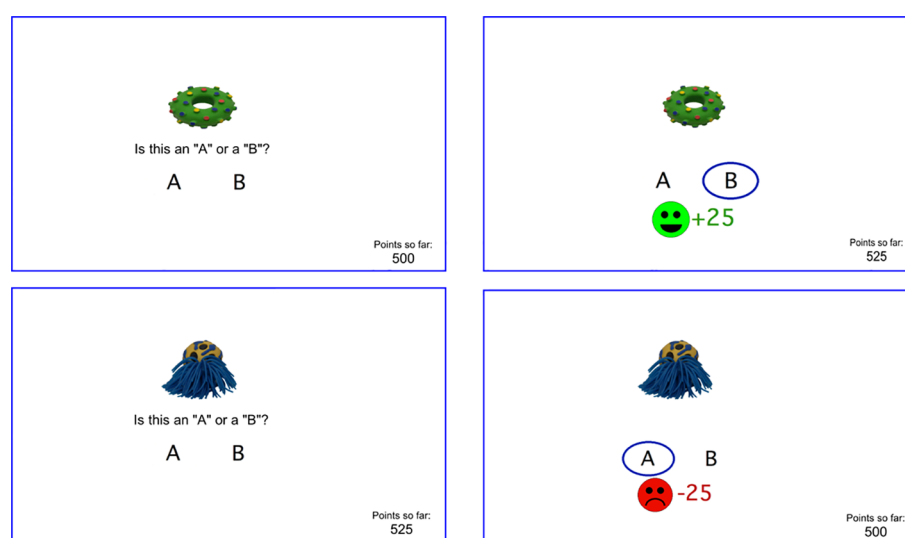 Is this an "A" or a "B"?
A B
Points so far:
500
A B
+25
Points so far:
525
Is this an "A" or a "B"?
A B
Points so far:
525
A B
-25
Points so far:
500